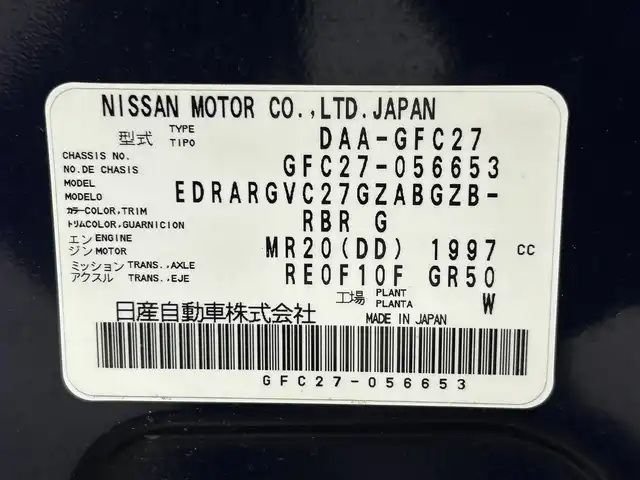 NISSAN MOTOR CO.,LTD.JAPAN
型式 TYPE TIPO DAA-GFC27
CHASSIS NO. NO.DE CHASIS GFC27-056653
MODEL MODELO EDRARGVC27GZABGZB-
カラー COLOR,TRIM トリムCOLOR,GUARNICION RBR G
エンジン ENGINE MOTOR MR20(DD) 1997 CC
ミッション TRANS.,AXLE アクスル TRANS.,EJE RE0F10F GR50
工場 PLANT PLANTA W
日産自動車株式会社 MADE IN JAPAN
GFC27-056653